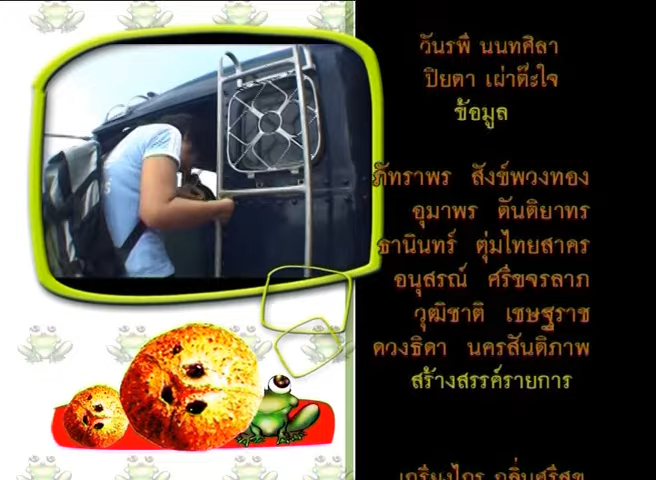 วันรพี นนทศิลา
ปิยตา เผ่าต๊ะใจ
ข้อมูล
ภัทราพร สังข์พวงทอง
อุมาพร ตันติยาทร
ธานินทร์ ตุ่มไทยสาคร
อนุสรณ์ ศรีขจรลาภ
วุฒิชาติ เชษฐราช
ดวงธิดา นครสันติภาพ
สร้างสรรค์รายการ